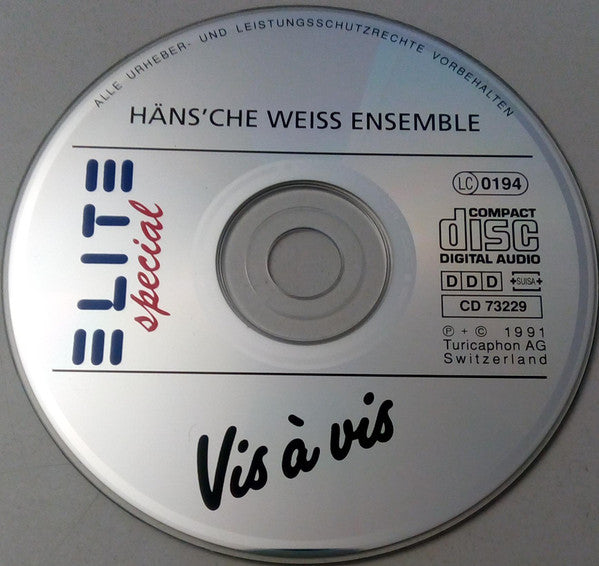 ALLE URHEBER- UND LEISTUNGSSCHUTZRECHTE VORBEHALTEN
HÄNS'CHE WEISS ENSEMBLE
ELITE
special
LC 0194
COMPACT
disc
DIGITAL AUDIO
DDD
SUISA
CD 73229
℗ + © 1991
Turicaphon AG
Switzerland
Vis à vis